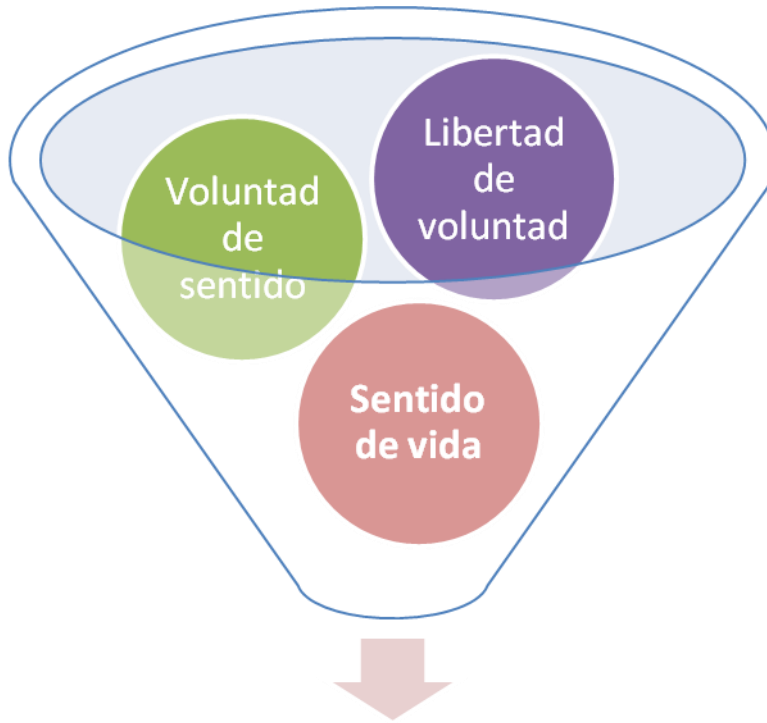 Voluntad
de
sentido
Libertad
de
voluntad
Sentido
de vida